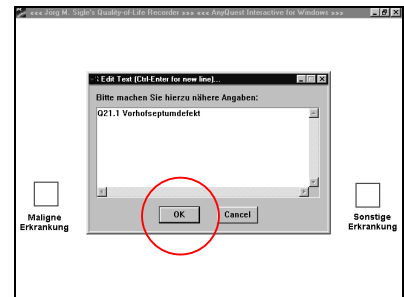 ««« Jörg M. Sigle's Quality-of-Life Recorder »»» ««« AnyQuest Interactive for Windows »»»
Edit Text (Ctrl-Enter for new line)...
Bitte machen Sie hierzu nähere Angaben:
Q21.1 Vorhofseptumdefekt
OK Cancel
Maligne
Erkrankung
Sonstige
Erkrankung